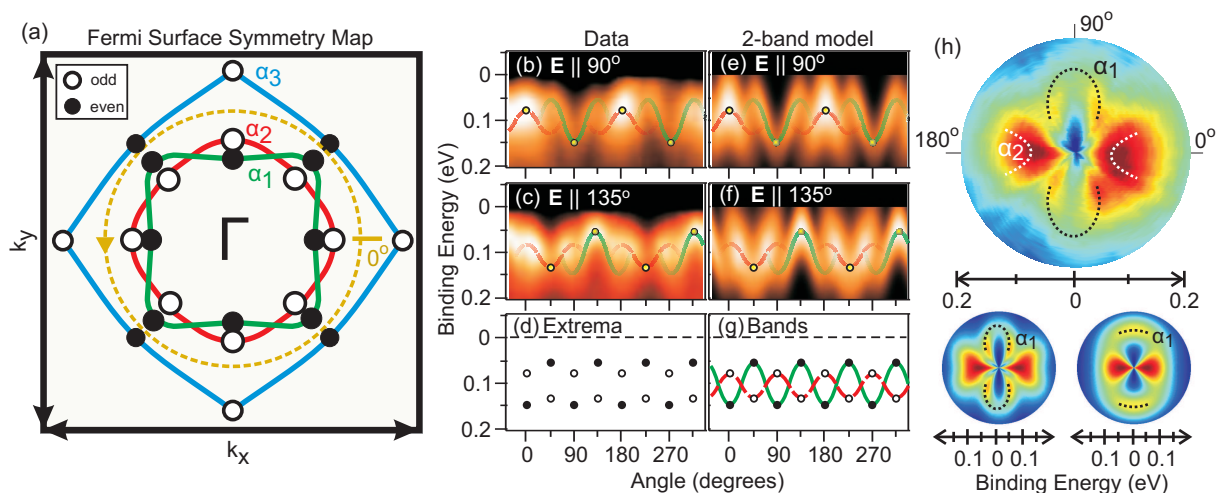 (a) Fermi Surface Symmetry Map
odd
even
α3
α2
α1
Γ
0°
ky
kx
Data 2-band model
(b) E || 90° (e) E || 90°
(c) E || 135° (f) E || 135°
(d) Extrema (g) Bands
0
0.1
0.2
0
0.1
0.2
0
0.1
0.2
Binding Energy (eV)
0 90 180 270 0 90 180 270
Angle (degrees)
(h)
90°
α1
180° α2 0°
0.2 0 0.2
α1 α1
0.1 0 0.1 0.1 0 0.1
Binding Energy (eV)